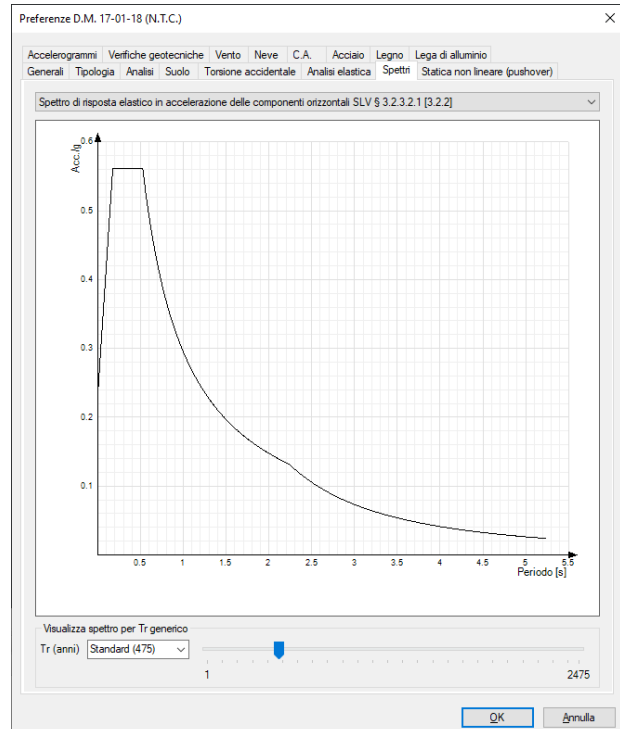 Preferenze D.M. 17-01-18 (N.T.C.)
Accelerogrammi Verifiche geotecniche Vento Neve C.A. Acciaio Legno Lega di alluminio
Generali Tipologia Analisi Suolo Torsione accidentale Analisi elastica Spettri Statica non lineare (pushover)
Spettro di risposta elastico in accelerazione delle componenti orizzontali SLV § 3.2.3.2.1 [3.2.2]
Acc./g
0.6
0.5
0.4
0.3
0.2
0.1
0.5 1 1.5 2 2.5 3 3.5 4 4.5 5 5.5
Periodo [s]
Visualizza spettro per Tr generico
Tr (anni) Standard (475)
1 2475
OK Annulla